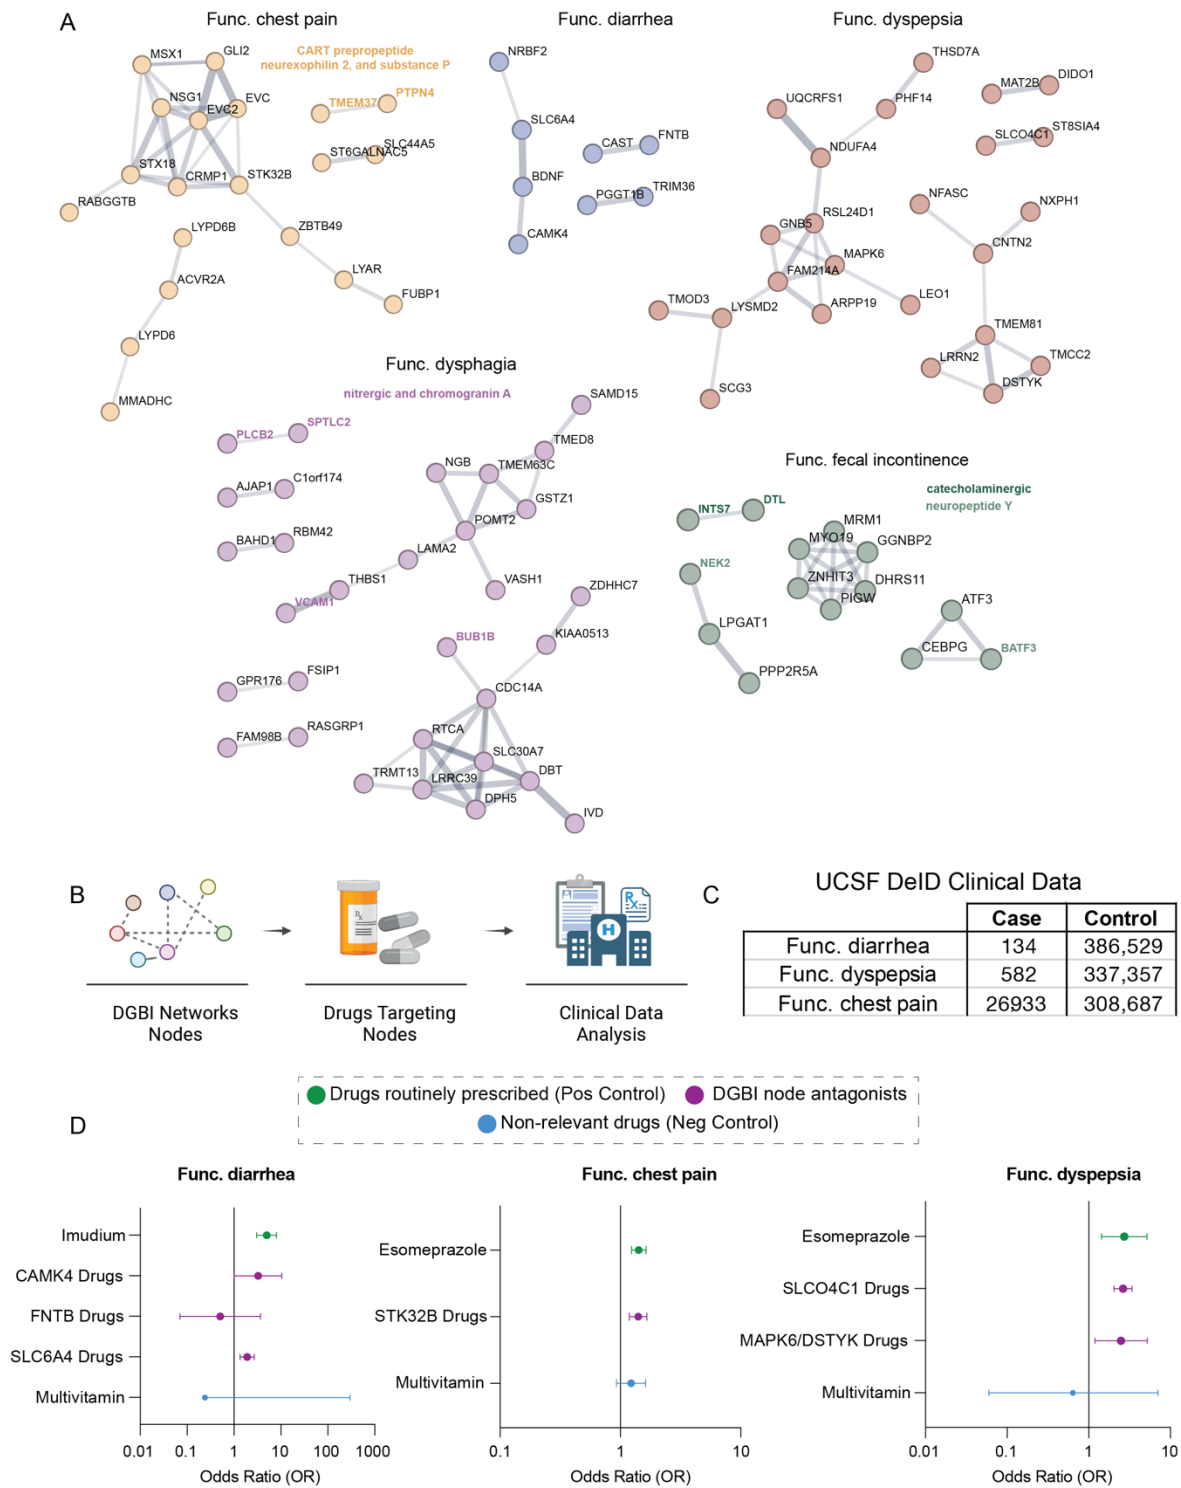 A
Func. chest pain
Func. diarrhea
Func. dyspepsia
MSX1
GLI2
CART prepropeptide
neurexophilin 2, and substance P
NSG1
EVC
EVC2
TMEM37
PTPN4
STX18
CRMP1
STK32B
ST6GALNAC5
SLC44A5
RABGGTB
LYPD6B
ZBTB49
ACVR2A
LYAR
FUBP1
LYPD6
MMADHC
NRBF2
SLC6A4
CAST
FNTB
BDNF
PGGT1B
TRIM36
CAMK4
THSD7A
MAT2B
DIDO1
UQCRFS1
PHF14
SLCO4C1
ST8SIA4
NDUFA4
NFASC
NXPH1
RSL24D1
GNB5
CNTN2
MAPK6
FAM214A
LEO1
TMOD3
LYSMD2
ARPP19
TMEM81
LRRN2
TMCC2
DSTYK
SCG3
Func. dysphagia
nitrergic and chromogranin A
SAMD15
PLCB2
SPTLC2
TMED8
NGB
TMEM63C
AJAP1
C1orf174
GSTZ1
POMT2
BAHD1
RBM42
LAMA2
THBS1
VASH1
VCAM1
ZDHHC7
BUB1B
KIAA0513
GPR176
FSIP1
CDC14A
FAM98B
RASGRP1
RTCA
SLC30A7
TRMT13
LRRC39
DBT
DPH5
IVD
Func. fecal incontinence
catecholaminergic
neuropeptide Y
INTS7
DTL
MRM1
MYO19
GGNBP2
NEK2
ZNHIT3
DHRS11
PIGW
LPGAT1
ATF3
PPP2R5A
CEBPG
BATF3
B
Rx
Rx
H
DGBI Networks
Nodes
Drugs Targeting
Nodes
Clinical Data
Analysis
C
UCSF DeID Clinical Data
Case Control
Func. diarrhea 134 386,529
Func. dyspepsia 582 337,357
Func. chest pain 26,933 308,687
Drugs routinely prescribed (Pos Control) DGBI node antagonists
Non-relevant drugs (Neg Control)
D
Func. diarrhea
Imudium
CAMK4 Drugs
FNTB Drugs
SLC6A4 Drugs
Multivitamin
0.01 0.1 1 10 100 1000
Odds Ratio (OR)
Func. chest pain
Esomeprazole
STK32B Drugs
Multivitamin
0.1 1 10
Odds Ratio (OR)
Func. dyspepsia
Esomeprazole
SLCO4C1 Drugs
MAPK6/DSTYK Drugs
Multivitamin
0.01 0.1 1 10
Odds Ratio (OR)